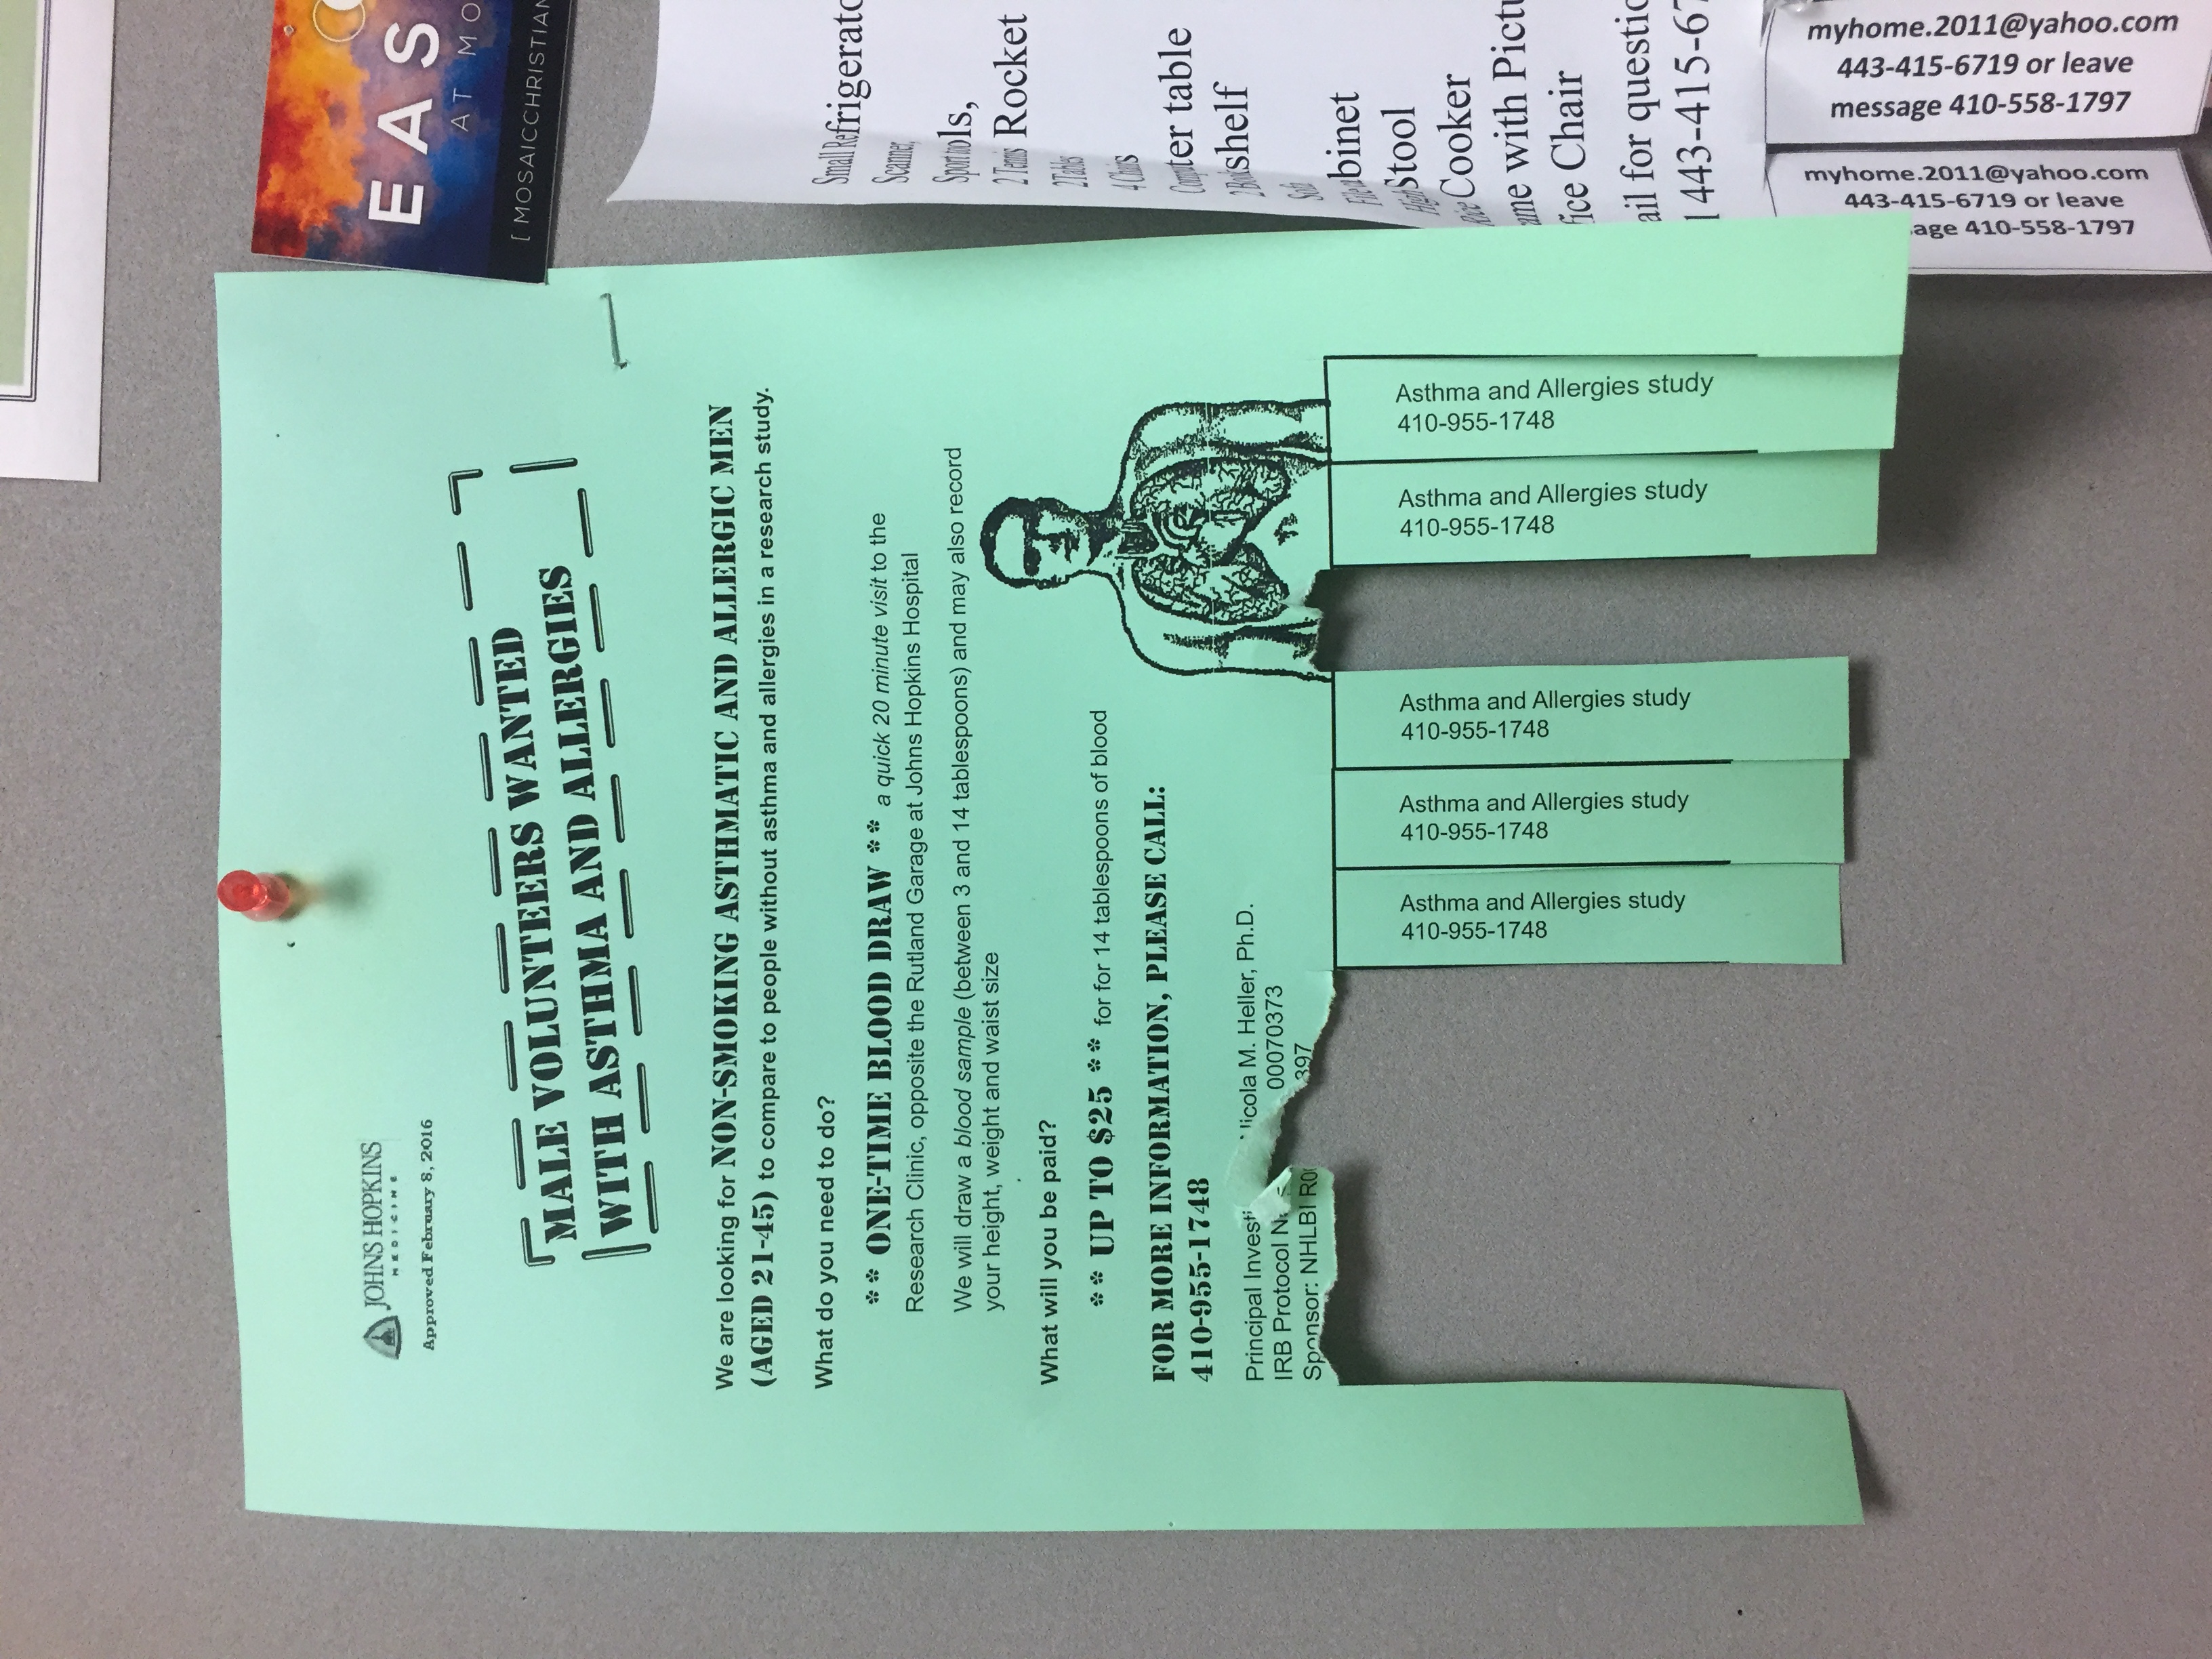 JOHNS HOPKINS
MEDICINE
Approved February 8, 2016
MALE VOLUNTEERS WANTED
WITH ASTHMA AND ALLERGIES
We are looking for NON-SMOKING ASTHMATIC AND ALLERGIC MEN
(AGED 21-45) to compare to people without asthma and allergies in a research study.
What do you need to do?
** ONE-TIME BLOOD DRAW ** a quick 20 minute visit to the
Research Clinic, opposite the Rutland Garage at Johns Hopkins Hospital
We will draw a blood sample (between 3 and 14 tablespoons) and may also record
your height, weight and waist size
What will you be paid?
** UP TO $25 ** for for 14 tablespoons of blood
FOR MORE INFORMATION, PLEASE CALL:
410-955-1748
Principal Investi Nicola M. Heller, Ph.D.
IRB Protocol 00070373
Sponsor: NHLBI R0 397
Asthma and Allergies study
410-955-1748
Asthma and Allergies study
410-955-1748
Asthma and Allergies study
410-955-1748
Asthma and Allergies study
410-955-1748
Asthma and Allergies study
410-955-1748
EAS
AT MO
[ MOSAICCHRISTIAN
Small Refrigerato
Scanner,
Sport tools,
2 Tennis Rocket
2Tables
4 Chairs
Computer table
2 Bookshelf
Sofa
File cabinet
High Stool
Rice Cooker
ame with Pictu
fice Chair
ail for questio
443-415-67
myhome.2011@yahoo.com
443-415-6719 or leave
age 410-558-1797
myhome.2011@yahoo.com
443-415-6719 or leave
message 410-558-1797